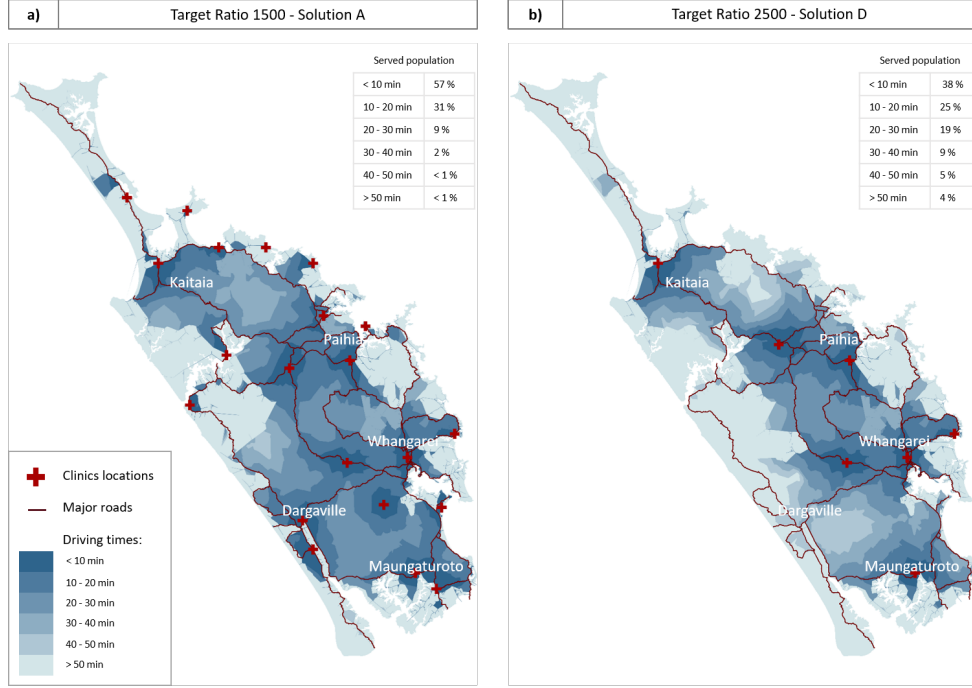 a) Target Ratio 1500 - Solution A
Served population
< 10 min 57 %
10 - 20 min 31 %
20 - 30 min 9 %
30 - 40 min 2 %
40 - 50 min < 1 %
> 50 min < 1 %
Kaitaia
Paihia
Whangarei
Dargaville
Maungaturoto
Clinics locations
Major roads
Driving times:
< 10 min
10 - 20 min
20 - 30 min
30 - 40 min
40 - 50 min
> 50 min
b) Target Ratio 2500 - Solution D
Served population
< 10 min 38 %
10 - 20 min 25 %
20 - 30 min 19 %
30 - 40 min 9 %
40 - 50 min 5 %
> 50 min 4 %
Kaitaia
Paihia
Whangarei
Dargaville
Maungaturoto